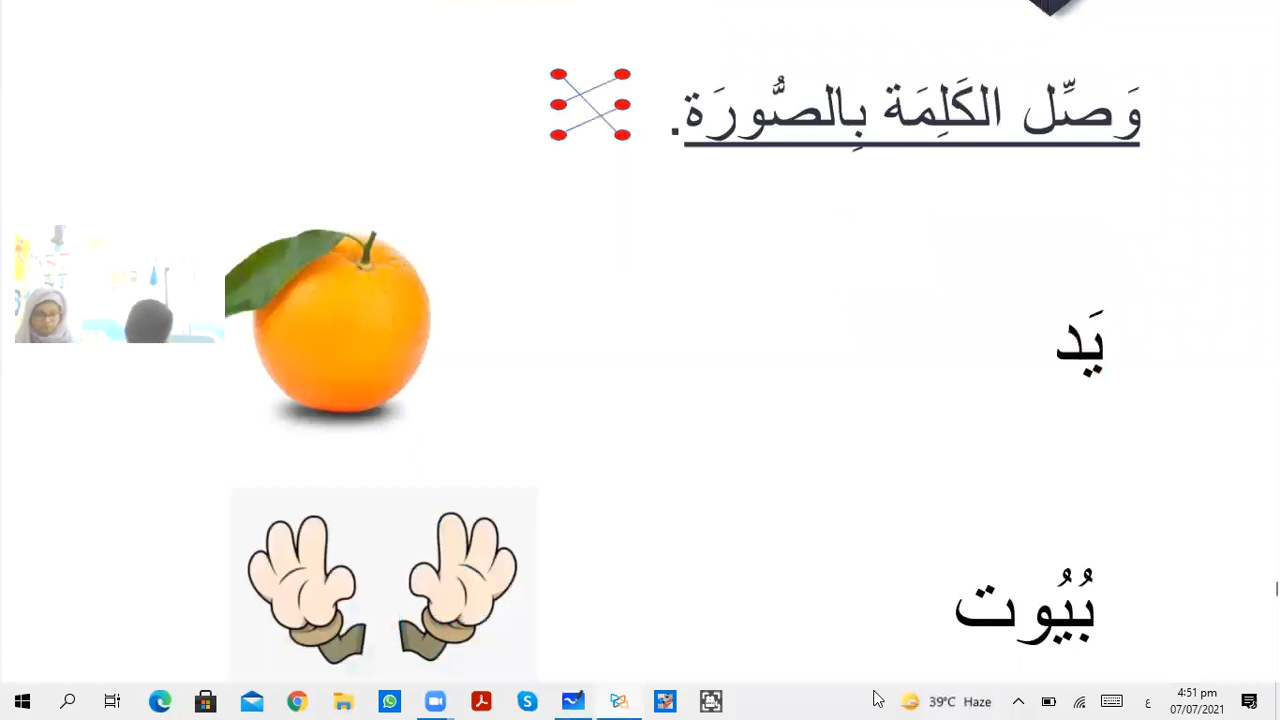 وَصِّل الكَلِمَة بِالصُّورَة.
يَد
بُيُوت
39°C Haze
ع
4:51 pm
07/07/2021